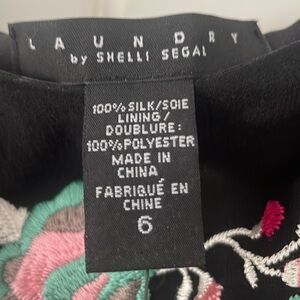 LAUNDRY
by SHELLI SEGAL
100% SILK/SOIE
LINING/
DOUBLURE:
100% POLYESTER
MADE IN
CHINA
FABRIQUÉ EN
CHINE
6